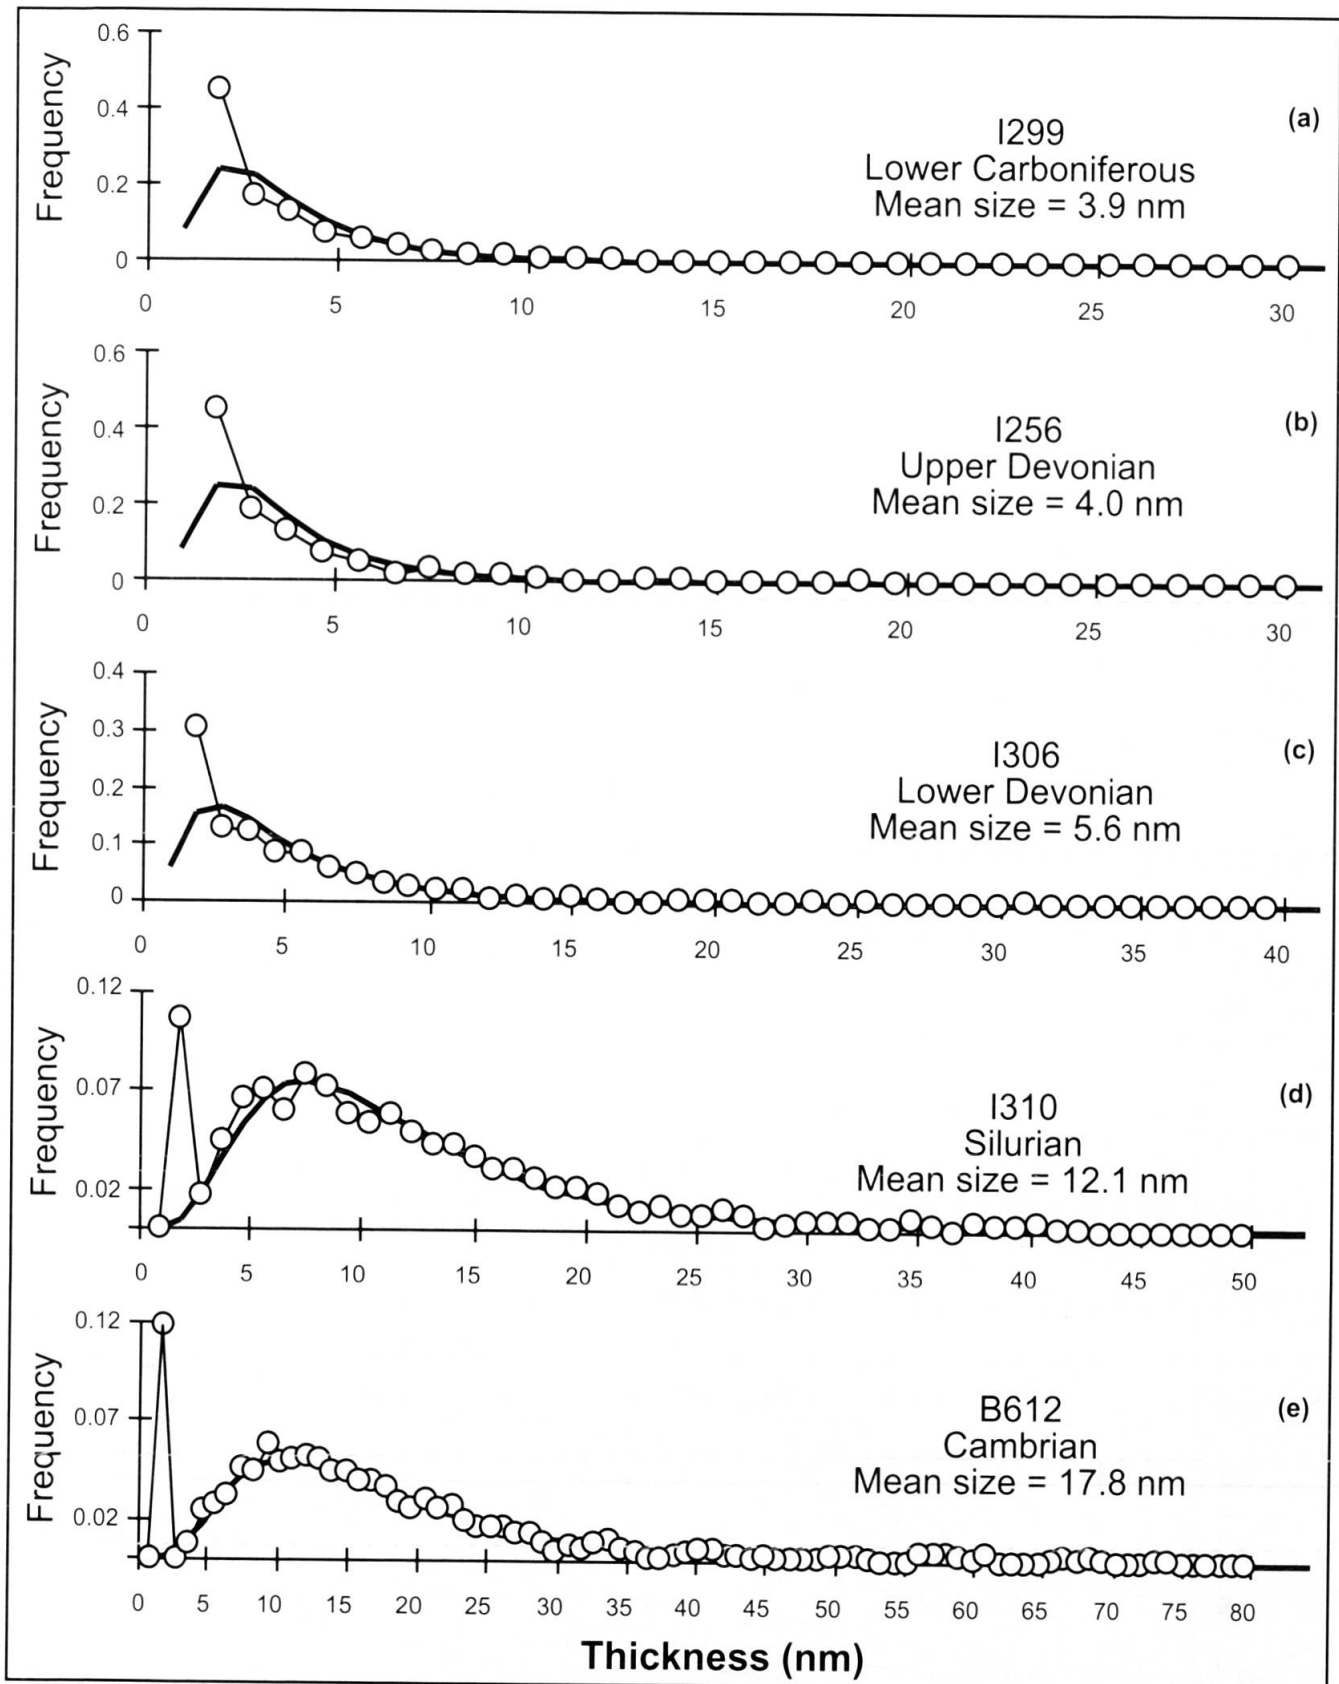 Frequency
0.6
0.4
0.2
0
(a)
I299
Lower Carboniferous
Mean size = 3.9 nm
0 5 10 15 20 25 30
Frequency
0.6
0.4
0.2
0
(b)
I256
Upper Devonian
Mean size = 4.0 nm
0 5 10 15 20 25 30
Frequency
0.4
0.3
0.2
0.1
0
(c)
I306
Lower Devonian
Mean size = 5.6 nm
0 5 10 15 20 25 30 35 40
Frequency
0.12
0.07
0.02
(d)
I310
Silurian
Mean size = 12.1 nm
0 5 10 15 20 25 30 35 40 45 50
Frequency
0.12
0.07
0.02
(e)
B612
Cambrian
Mean size = 17.8 nm
0 5 10 15 20 25 30 35 40 45 50 55 60 65 70 75 80
Thickness (nm)